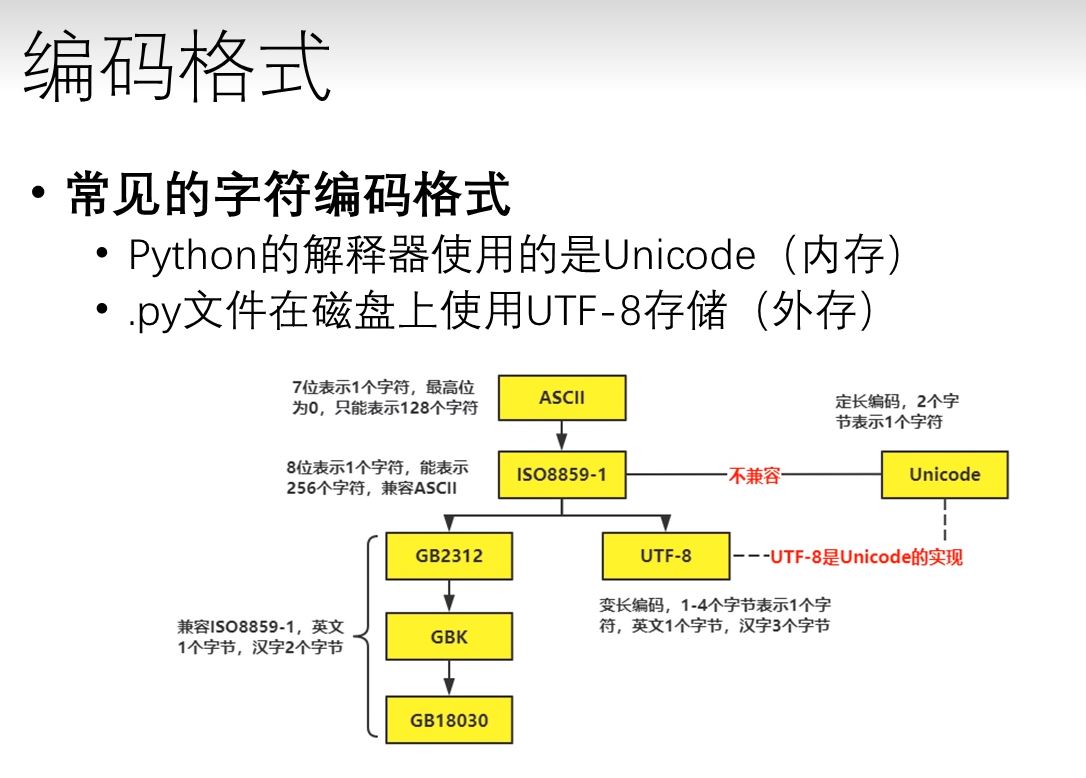 编码格式
• 常见的字符编码格式
• Python的解释器使用的是Unicode（内存）
• .py文件在磁盘上使用UTF-8存储（外存）
7位表示1个字符，最高位
为0，只能表示128个字符
ASCII
定长编码，2个字
节表示1个字符
8位表示1个字符，能表示
256个字符，兼容ASCII
ISO8859-1
不兼容
Unicode
GB2312
UTF-8
UTF-8是Unicode的实现
变长编码，1-4个字节表示1个字
符，英文1个字节，汉字3个字节
兼容ISO8859-1，英文
1个字节，汉字2个字节
GBK
GB18030